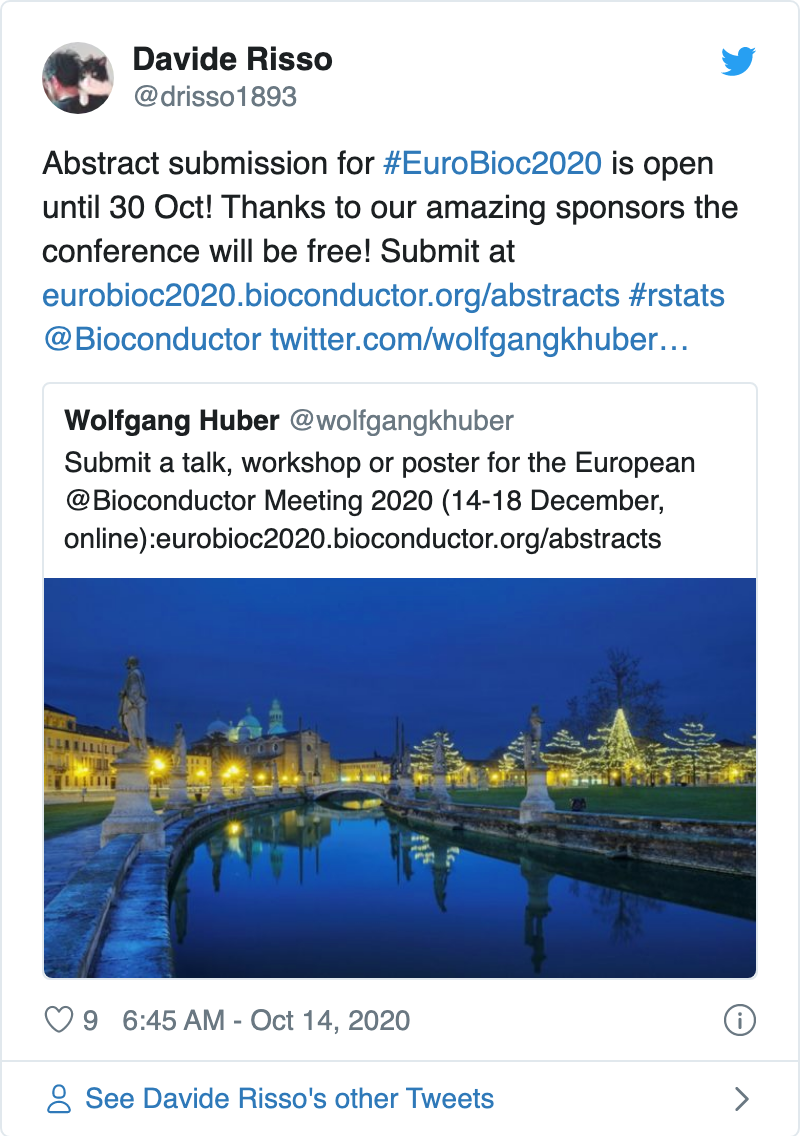 Davide Risso
@drisso1893
Abstract submission for #EuroBioc2020 is open
until 30 Oct! Thanks to our amazing sponsors the
conference will be free! Submit at
eurobioc2020.bioconductor.org/abstracts #rstats
@Bioconductor twitter.com/wolfgangkhuber…
Wolfgang Huber @wolfgangkhuber
Submit a talk, workshop or poster for the European
@Bioconductor Meeting 2020 (14-18 December,
online):eurobioc2020.bioconductor.org/abstracts
9 6:45 AM - Oct 14, 2020
See Davide Risso's other Tweets